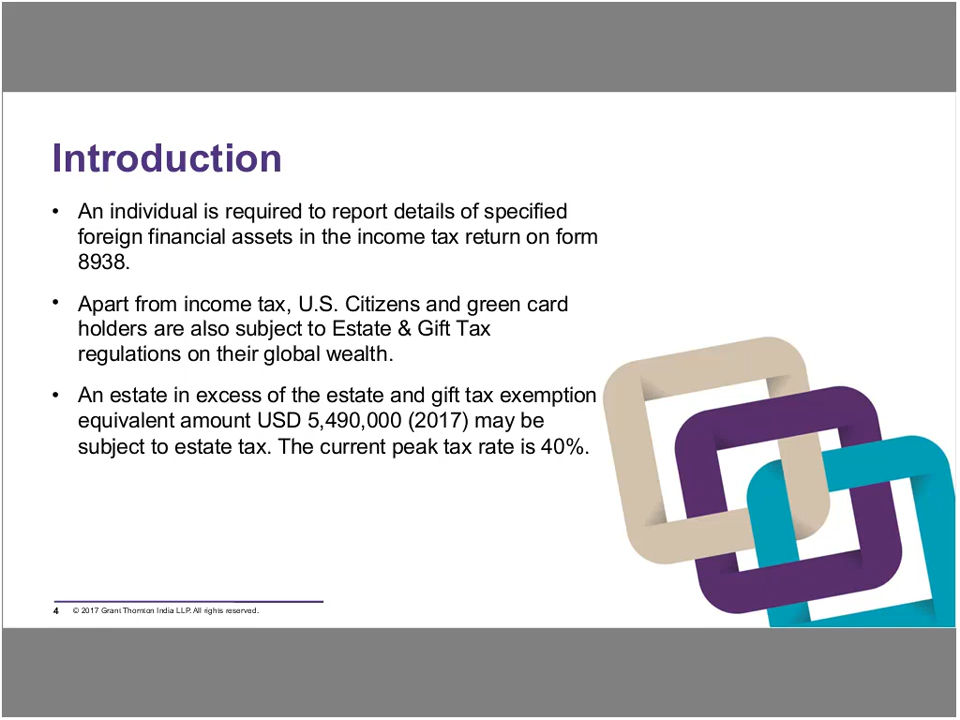 Introduction
• An individual is required to report details of specified
foreign financial assets in the income tax return on form
8938.
• Apart from income tax, U.S. Citizens and green card
holders are also subject to Estate & Gift Tax
regulations on their global wealth.
• An estate in excess of the estate and gift tax exemption
equivalent amount USD 5,490,000 (2017) may be
subject to estate tax. The current peak tax rate is 40%.
4 © 2017 Grant Thornton India LLP. All rights reserved.